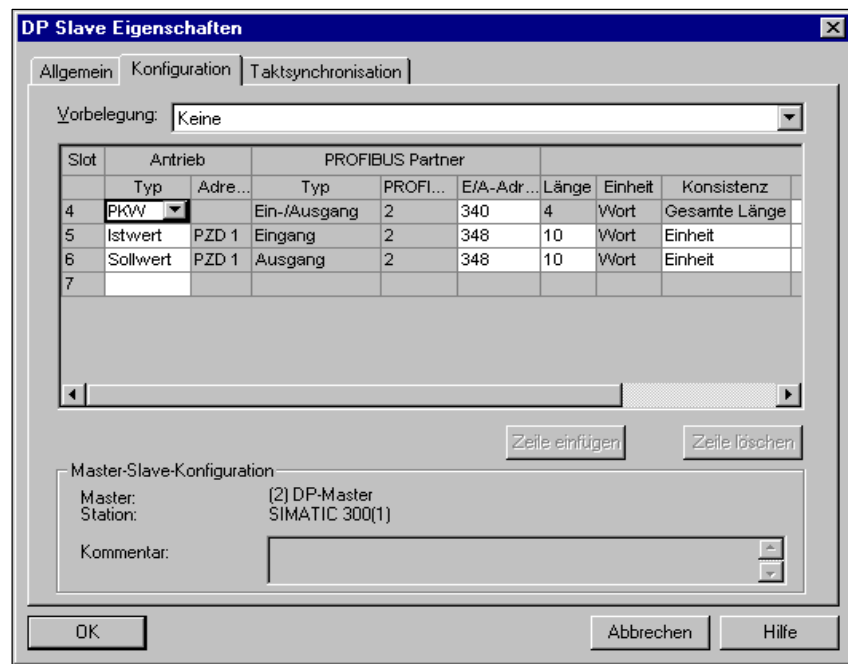 DP Slave Eigenschaften
Allgemein Konfiguration Taktsynchronisation
Vorbelegung: Keine
Slot Antrieb PROFIBUS Partner
Typ Adre... Typ PROFI... E/A-Adr... Länge Einheit Konsistenz
4 PKW Ein-/Ausgang 2 340 4 Wort Gesamte Länge
5 Istwert PZD 1 Eingang 2 348 10 Wort Einheit
6 Sollwert PZD 1 Ausgang 2 348 10 Wort Einheit
7
Zeile einfügen Zeile löschen
Master-Slave-Konfiguration
Master: (2) DP-Master
Station: SIMATIC 300(1)
Kommentar:
OK Abbrechen Hilfe